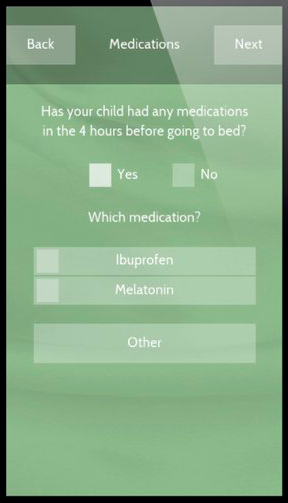 Back Medications Next
Has your child had any medications
in the 4 hours before going to bed?
Yes No
Which medication?
Ibuprofen
Melatonin
Other